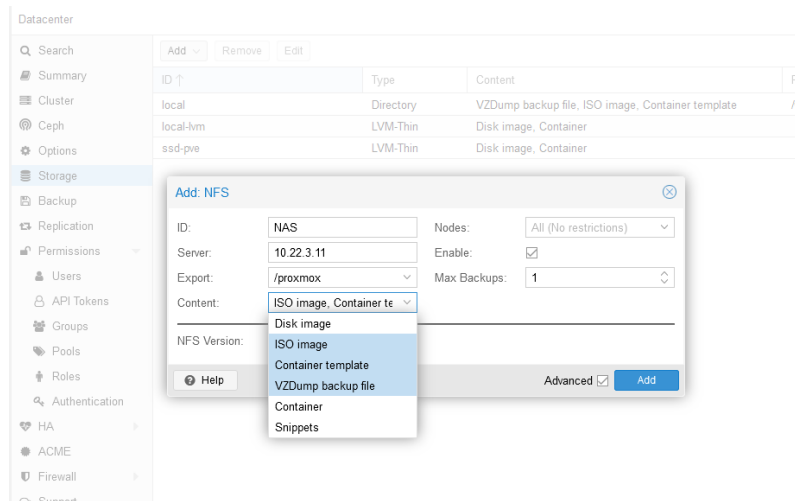 Datacenter
Search
Summary
Cluster
Ceph
Options
Storage
Backup
Replication
Permissions
Users
API Tokens
Groups
Pools
Roles
Authentication
HA
ACME
Firewall
Support
Add Remove Edit
ID Type Content
local Directory VZDump backup file, ISO image, Container template /
local-lvm LVM-Thin Disk image, Container
ssd-pve LVM-Thin Disk image, Container
Add: NFS
ID: NAS Nodes: All (No restrictions)
Server: 10.22.3.11 Enable:
Export: /proxmox Max Backups: 1
Content: ISO image, Container te
Disk image
ISO image
Container template
VZDump backup file
Container
Snippets
NFS Version:
Help Advanced Add